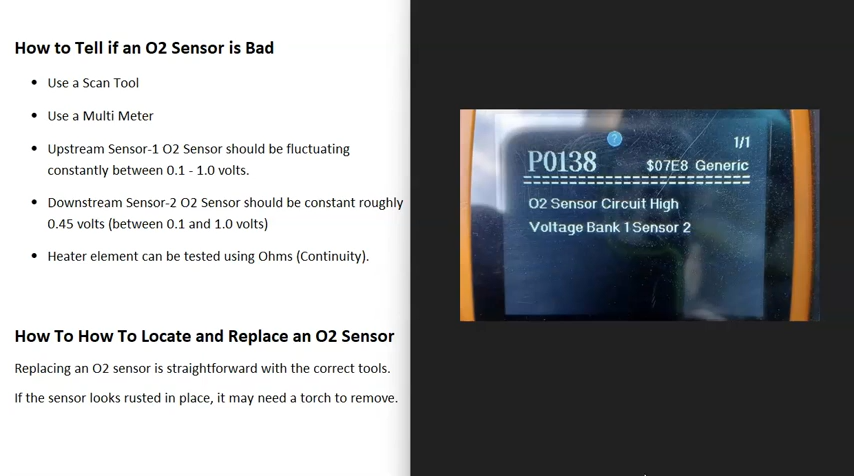 How to Tell if an O2 Sensor is Bad
Use a Scan Tool
Use a Multi Meter
Upstream Sensor-1 O2 Sensor should be fluctuating
constantly between 0.1 - 1.0 volts.
Downstream Sensor-2 O2 Sensor should be constant roughly
0.45 volts (between 0.1 and 1.0 volts)
Heater element can be tested using Ohms (Continuity).
How To How To Locate and Replace an O2 Sensor
Replacing an O2 sensor is straightforward with the correct tools.
If the sensor looks rusted in place, it may need a torch to remove.
?
1/1
P0138 $07E8 Generic
O2 Sensor Circuit High
Voltage Bank 1 Sensor 2